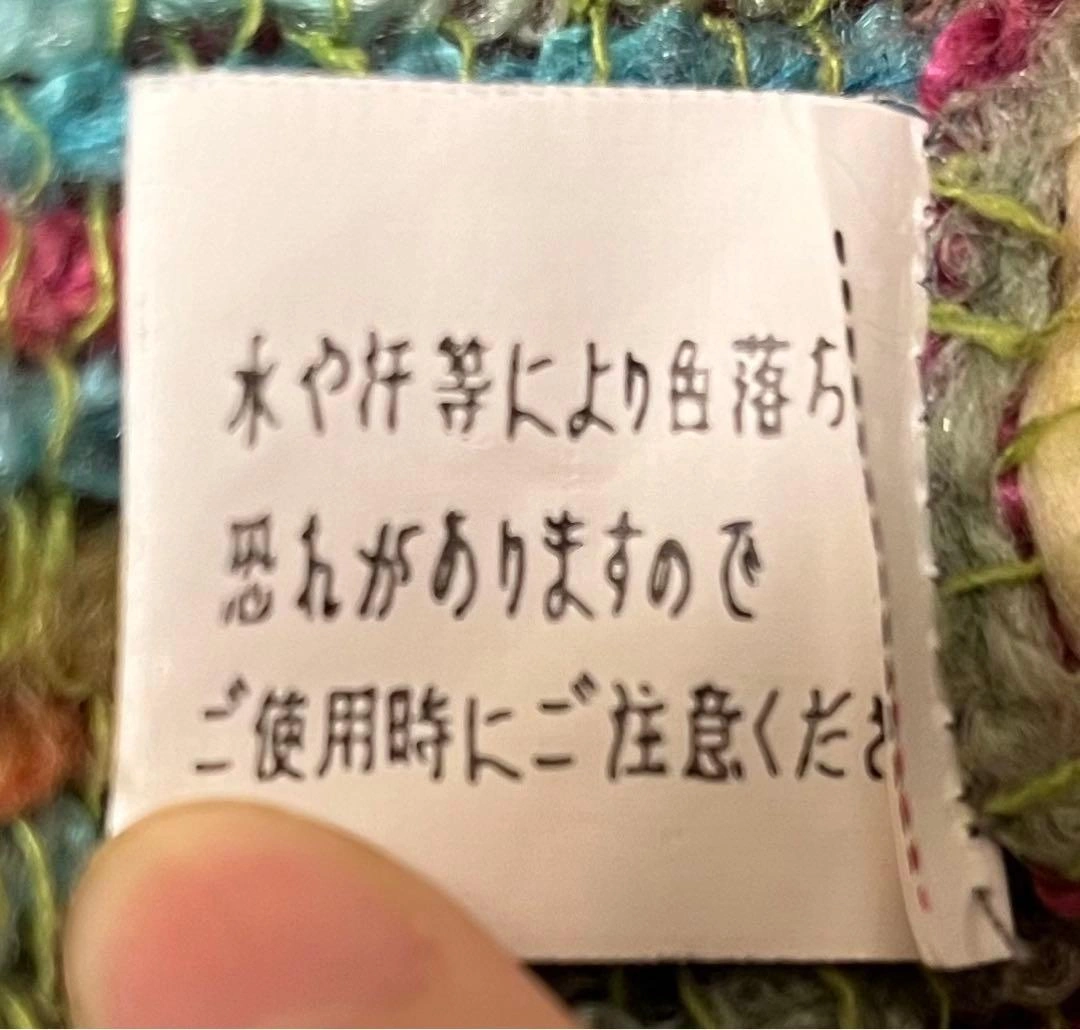 水や汗等により色落ち
恐れがありますので
ご使用時にご注意くださ